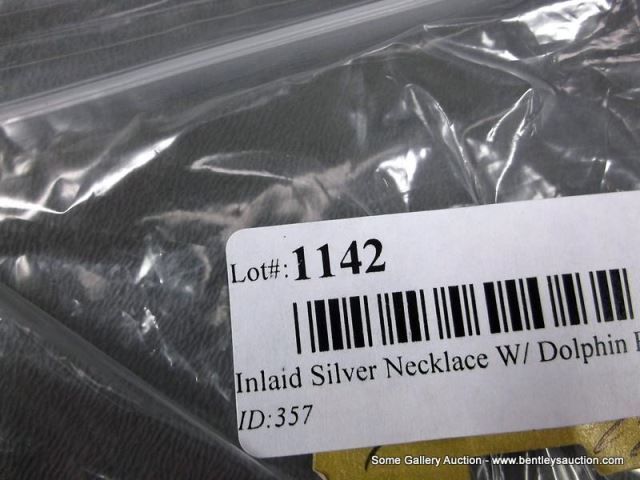 Lot#:1142
Inlaid Silver Necklace W/ Dolphin
ID:357
Some Gallery Auction - www.bentleysauction.com